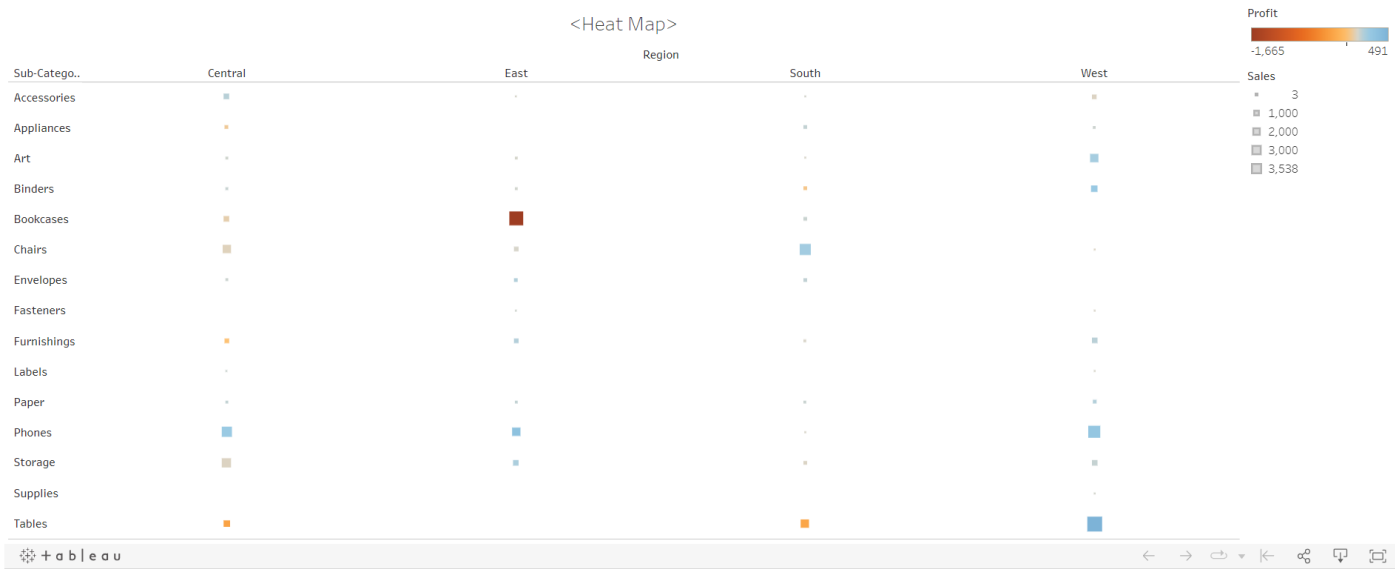 <Heat Map>
Region
Sub-Catego.. Central East South West
Accessories
Appliances
Art
Binders
Bookcases
Chairs
Envelopes
Fasteners
Furnishings
Labels
Paper
Phones
Storage
Supplies
Tables
Profit
-1,665 491
Sales
3
1,000
2,000
3,000
3,538
+ a b | e a u